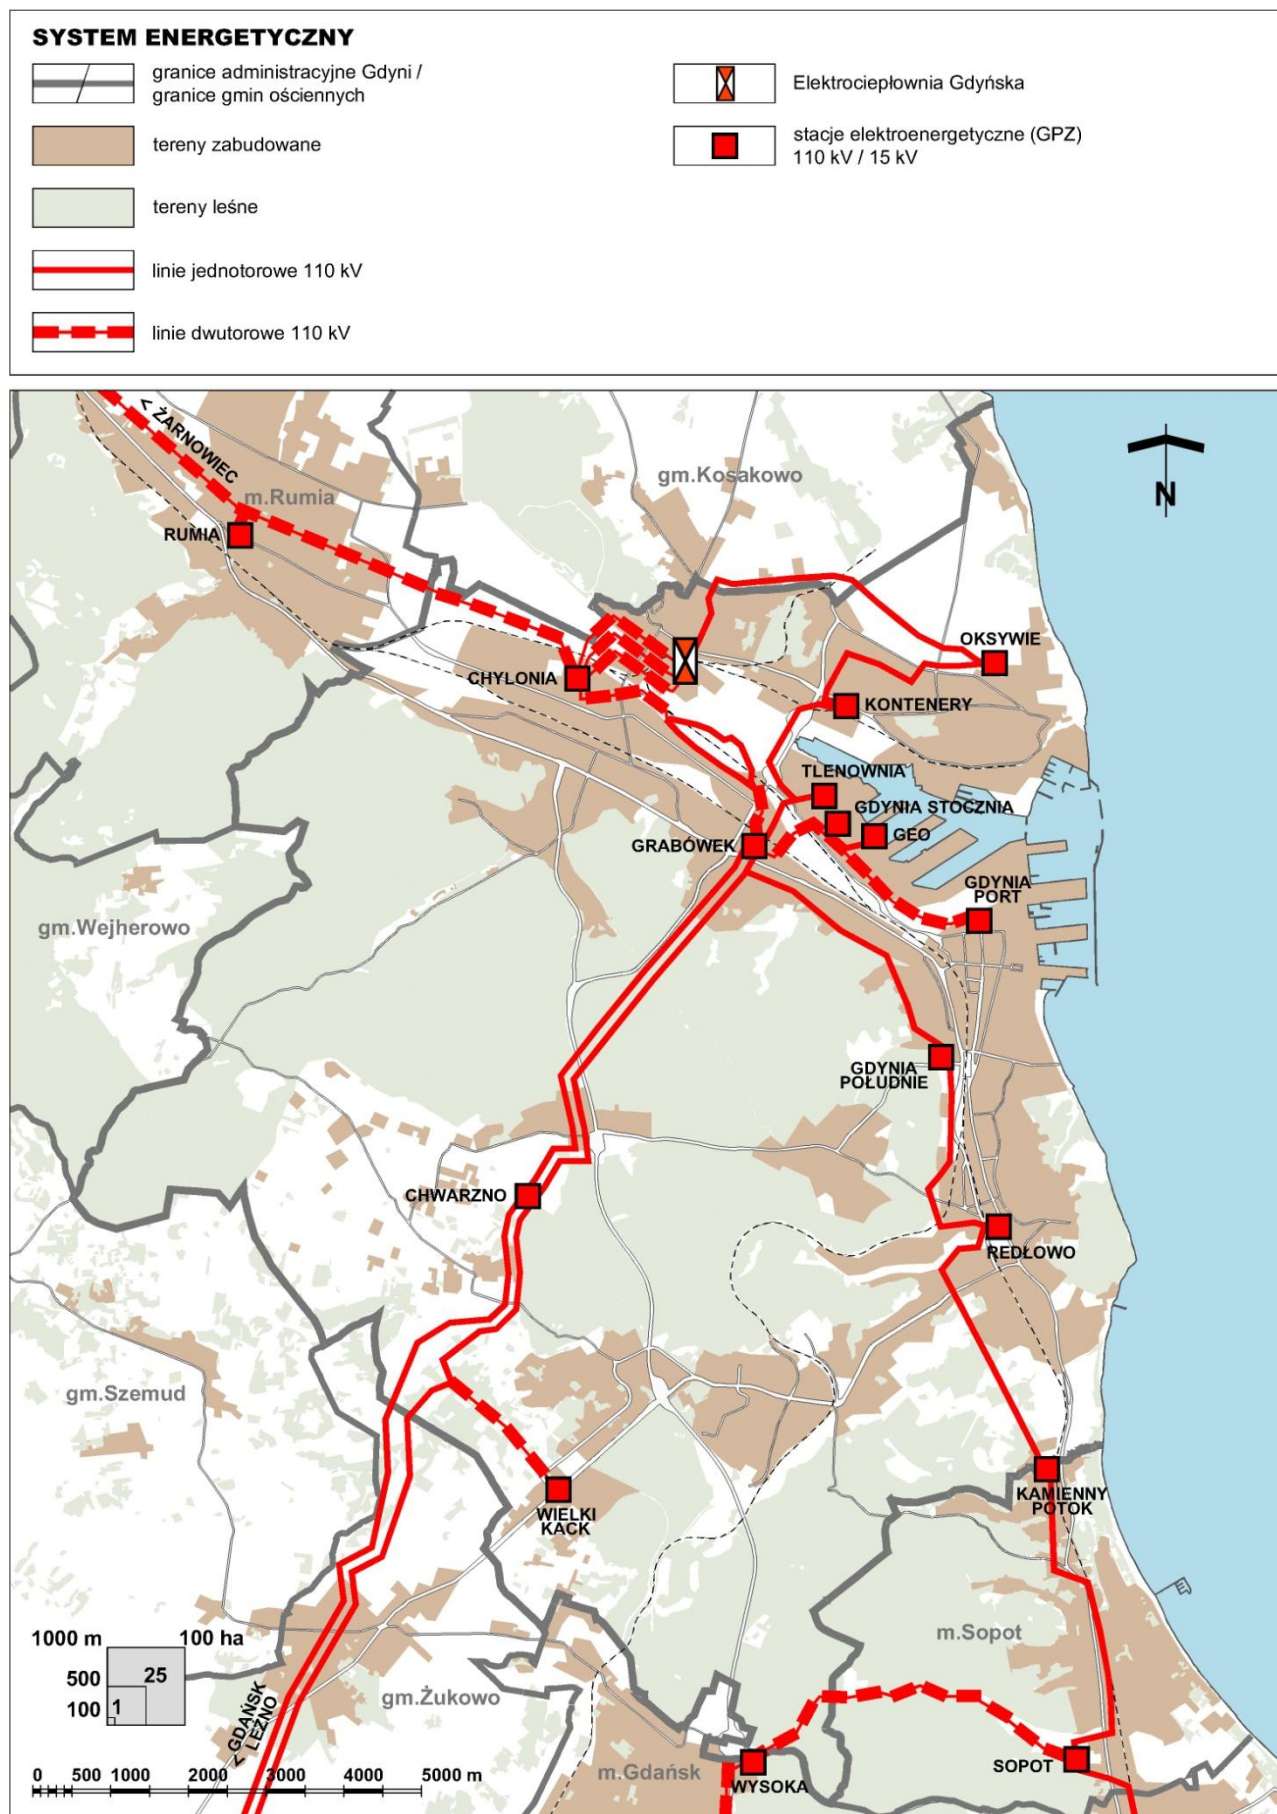 SYSTEM ENERGETYCZNY
granice administracyjne Gdyni /
granice gmin ościennych
tereny zabudowane
tereny leśne
linie jednotorowe 110 kV
linie dwutorowe 110 kV
Elektrociepłownia Gdyńska
stacje elektroenergetyczne (GPZ)
110 kV / 15 kV
< ŻARNOWIEC
m.Rumia
gm.Kosakowo
N
RUMIA
OKSYWIE
CHYLONIA
KONTENERY
TLENOWNIA
GDYNIA STOCZNIA
GEO
GRABÓWEK
GDYNIA
PORT
gm.Wejherowo
GDYNIA
POŁUDNIE
CHWARZNO
REDŁOWO
gm.Szemud
WIELKI
KACK
KAMIENNY
POTOK
m.Sopot
1000 m
100 ha
500
25
100
1
< GDAŃSK
LEŹNO
gm.Żukowo
m.Gdańsk
WYSOKA
SOPOT
0 500 1000 2000 3000 4000 5000 m